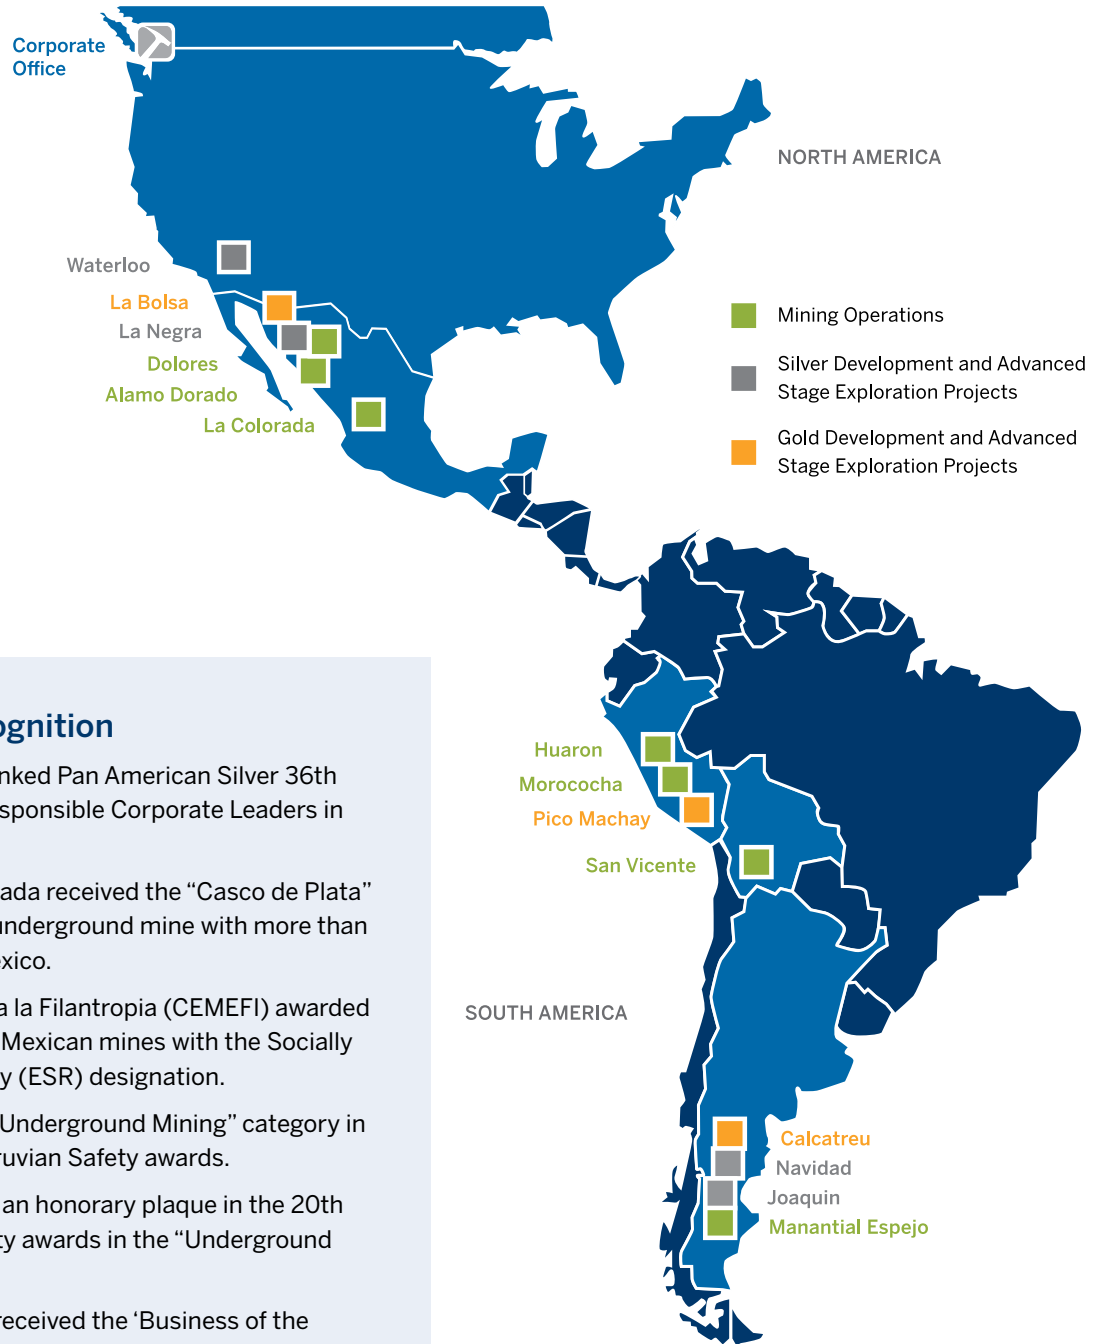 Corporate
Office
NORTH AMERICA
Waterloo
La Bolsa
La Negra
Dolores
Alamo Dorado
La Colorada
Mining Operations
Silver Development and Advanced
Stage Exploration Projects
Gold Development and Advanced
Stage Exploration Projects
Huaron
Morococha
Pico Machay
San Vicente
SOUTH AMERICA
Calcatreu
Navidad
Joaquin
Manantial Espejo
ognition
nked Pan American Silver 36th
sponsible Corporate Leaders in
ada received the “Casco de Plata”
underground mine with more than
exico.
a la Filantropia (CEMEFI) awarded
Mexican mines with the Socially
y (ESR) designation.
“Underground Mining” category in
ruvian Safety awards.
an honorary plaque in the 20th
ty awards in the “Underground
received the ‘Business of the